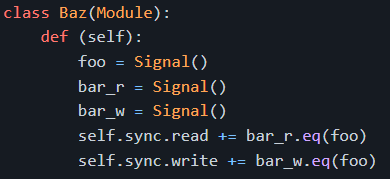 class Baz(Module):
    def (self):
        foo = Signal()
        bar_r = Signal()
        bar_w = Signal()
        self.sync.read += bar_r.eq(foo)
        self.sync.write += bar_w.eq(foo)